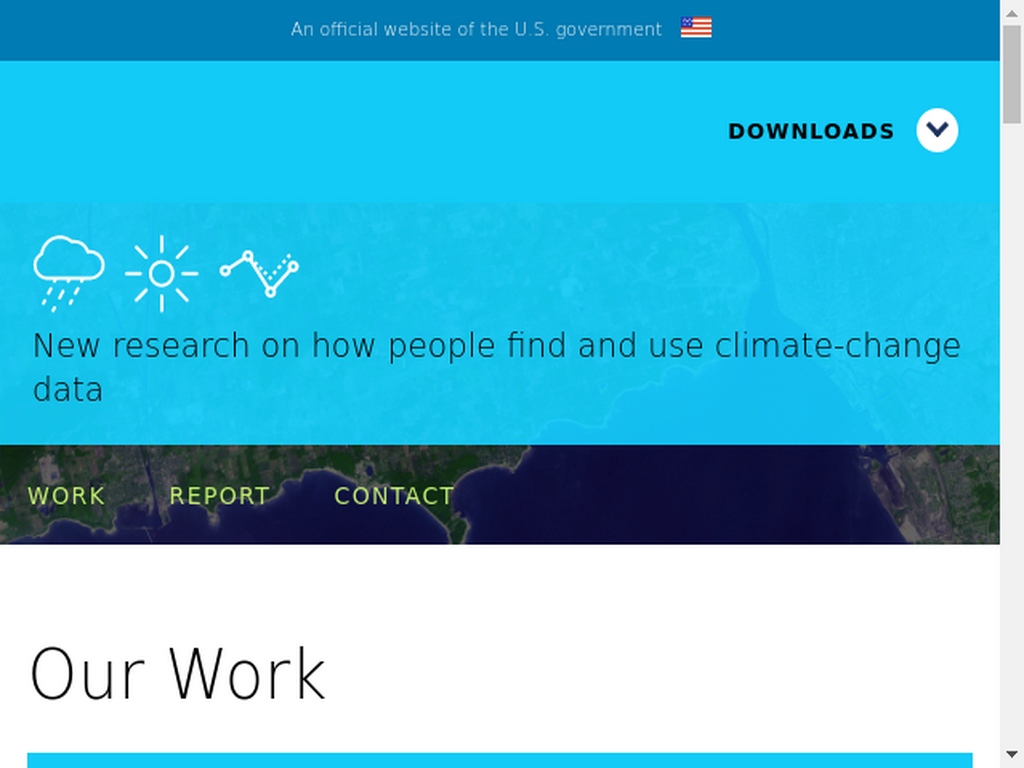 An official website of the U.S. government
DOWNLOADS
New research on how people find and use climate-change
data
WORK REPORT CONTACT
Our Work